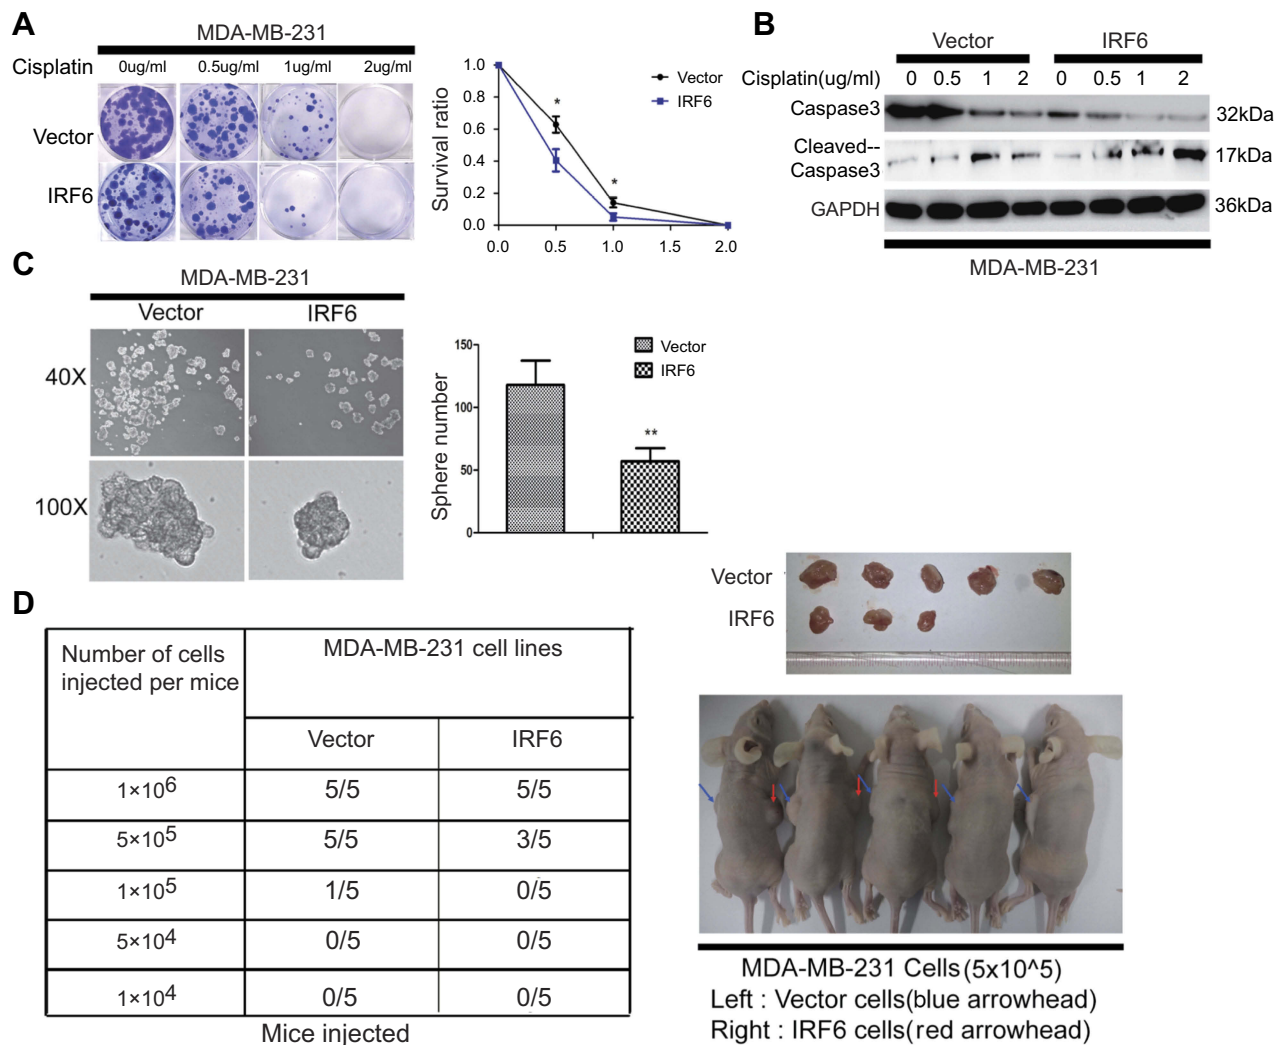 A
MDA-MB-231
Cisplatin 0ug/ml 0.5ug/ml 1ug/ml 2ug/ml
Vector
IRF6
Survival ratio
1.0
0.8
0.6
0.4
0.2
0.0
0.0 0.5 1.0 1.5 2.0
*
*
Vector
IRF6
B
Vector IRF6
Cisplatin(ug/ml) 0 0.5 1 2 0 0.5 1 2
Caspase3 32kDa
Cleaved--
Caspase3 17kDa
GAPDH 36kDa
MDA-MB-231
C
MDA-MB-231
Vector IRF6
40X
100X
Sphere number
150
100
50
0
**
Vector
IRF6
D
Number of cells
injected per mice
MDA-MB-231 cell lines
Vector IRF6
1×10⁶ 5/5 5/5
5×10⁵ 5/5 3/5
1×10⁵ 1/5 0/5
5×10⁴ 0/5 0/5
1×10⁴ 0/5 0/5
Mice injected
Vector
IRF6
MDA-MB-231 Cells(5x10^5)
Left : Vector cells(blue arrowhead)
Right : IRF6 cells(red arrowhead)